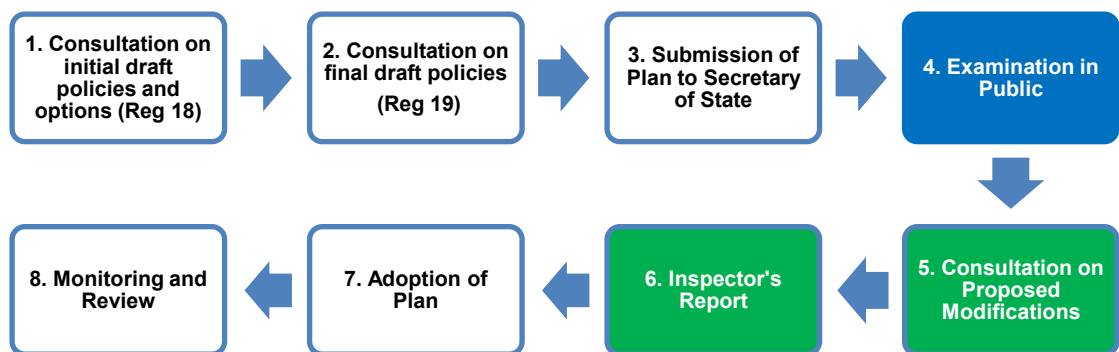 1. Consultation on
initial draft
policies and
options (Reg 18)
2. Consultation on
final draft policies
(Reg 19)
3. Submission of
Plan to Secretary
of State
4. Examination in
Public
5. Consultation on
Proposed
Modifications
6. Inspector's
Report
7. Adoption of
Plan
8. Monitoring and
Review